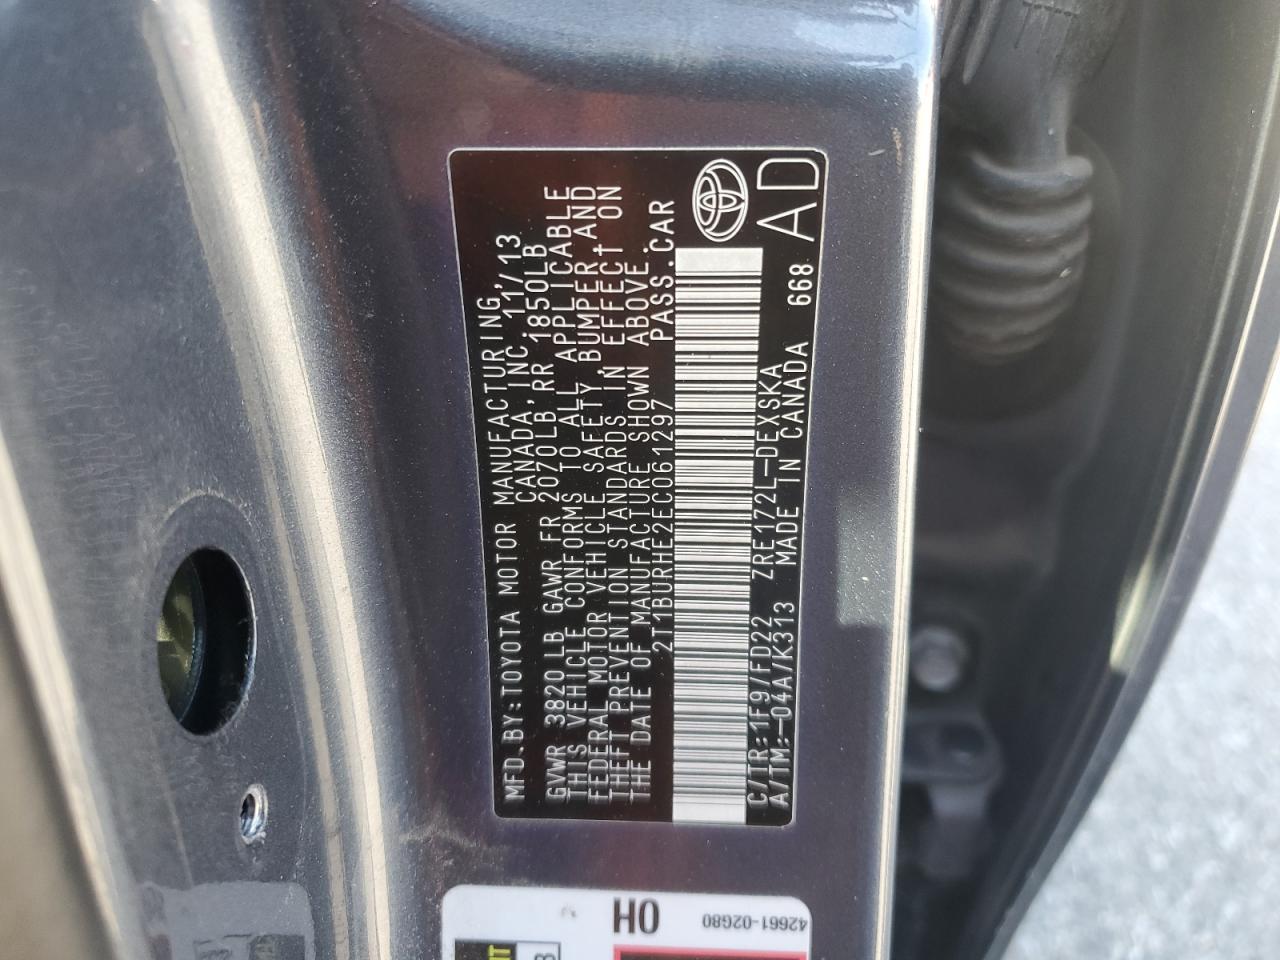 MFD.BY:TOYOTA MOTOR MANUFACTURING,
CANADA,INC. 11/13
GVWR 3820LB GAWR FR 2070LB,RR 1850LB
THIS VEHICLE CONFORMS TO ALL APPLICABLE
FEDERAL MOTOR VEHICLE SAFETY,BUMPER,AND
THEFT PREVENTION STANDARDS IN EFFECT ON
THE DATE OF MANUFACTURE SHOWN ABOVE.
2T1BURHE2EC061297 PASS.CAR
C/TR:1F9/FD22 ZRE172L-DEXSKA
A/TM:-04A/K313 MADE IN CANADA 668
AD
OH
42661-02G80